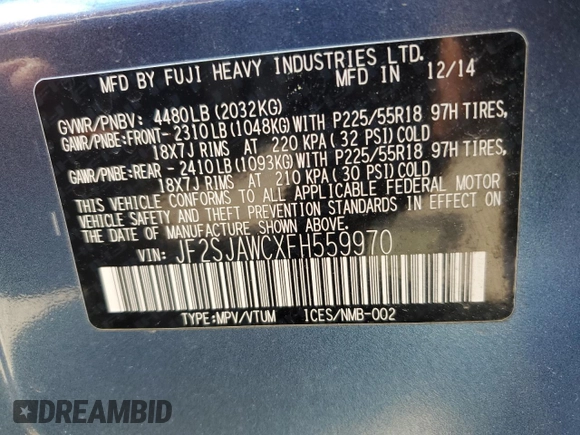 MFD BY FUJI HEAVY INDUSTRIES LTD.
MFD IN 12/14
GVWR/PNBV: 4480LB (2032KG)
GAWR/PNBE:FRONT- 2310LB (1048KG)WITH P225/55R18 97H TIRES,
18X7J RIMS AT 220 KPA ( 32 PSI) COLD
GAWR/PNBE:REAR - 2410LB (1093KG)WITH P225/55R18 97H TIRES,
18X7J RIMS AT 210 KPA ( 30 PSI) COLD
THIS VEHICLE CONFORMS TO ALL APPLICABLE FEDERAL MOTOR
VEHICLE SAFETY AND THEFT PREVENTION STANDARDS IN EFFECT
ON THE DATE OF MANUFACTURE SHOWN ABOVE.
VIN: JF2SJAWCXFH559970
TYPE:MPV/VTUM ICES/NMB-002
DREAMBID